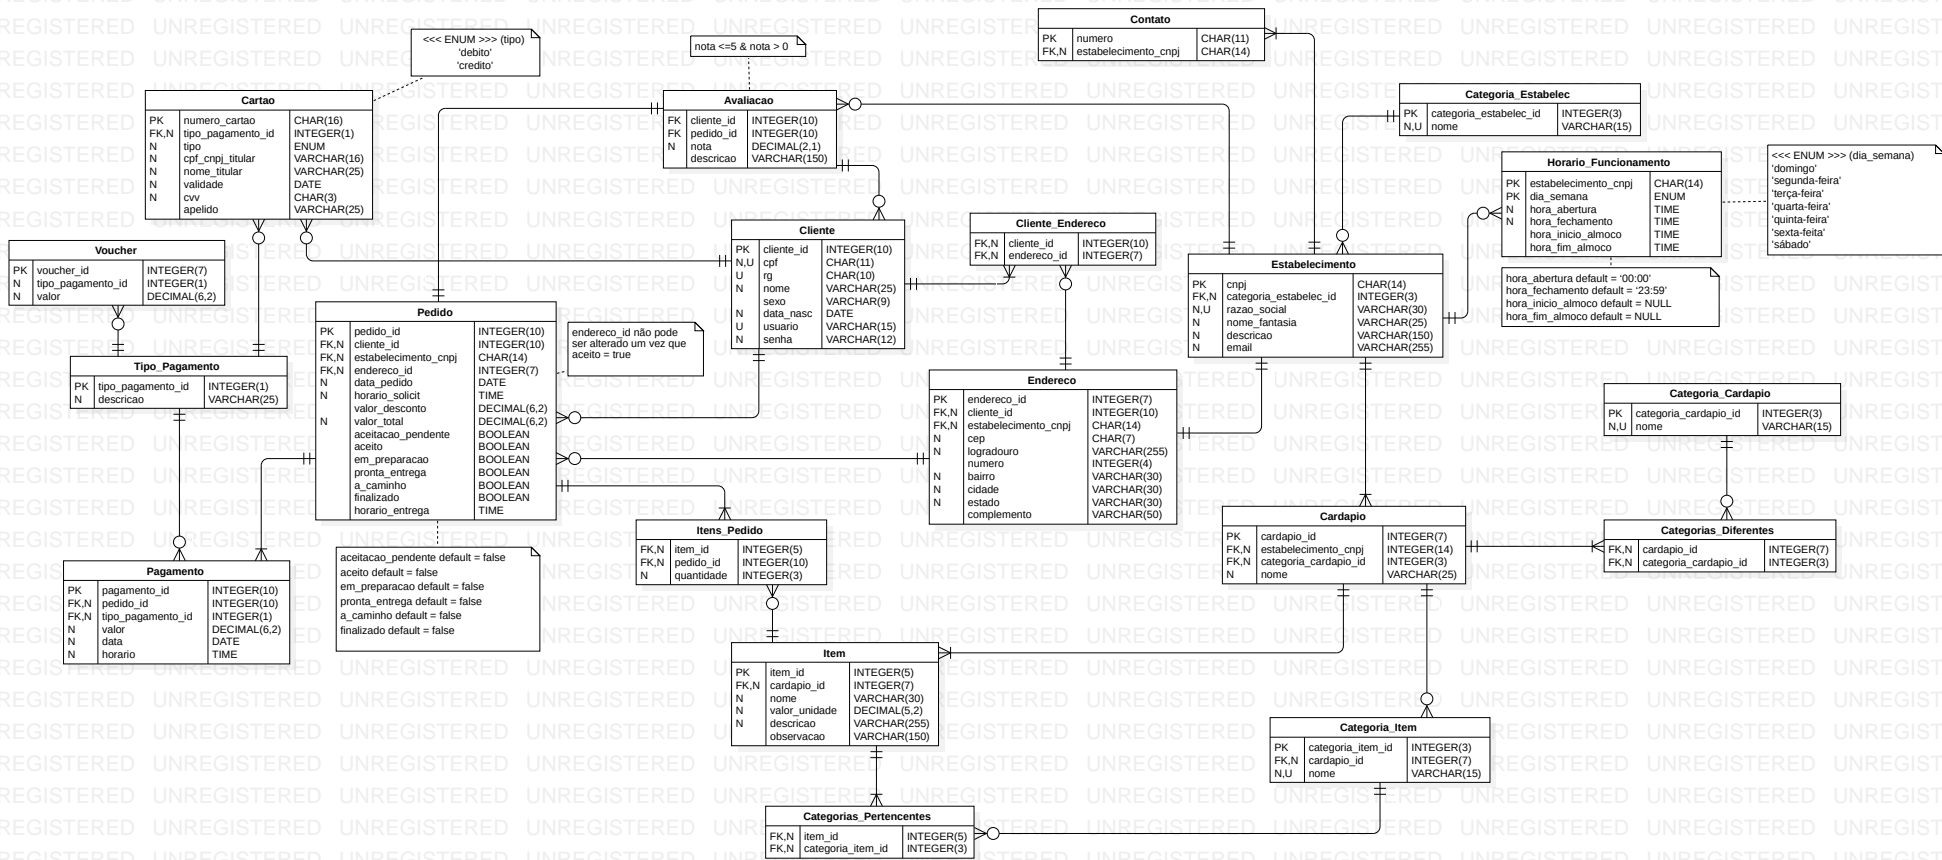 Contato
PK numero CHAR(11)
FK,N estabelecimento_cnpj CHAR(14)
<<< ENUM >>> (tipo)
'debito'
'credito'
nota <=5 & nota > 0
Cartao
PK numero_cartao CHAR(16)
FK,N tipo_pagamento_id INTEGER(1)
N tipo ENUM
N cpf_cnpj_titular VARCHAR(16)
N nome_titular VARCHAR(25)
N validade DATE
N cvv CHAR(3)
apelido VARCHAR(25)
Avaliacao
FK cliente_id INTEGER(10)
FK pedido_id INTEGER(10)
N nota DECIMAL(2,1)
descricao VARCHAR(150)
Categoria_Estabelec
PK categoria_estabelec_id INTEGER(3)
N,U nome VARCHAR(15)
Horario_Funcionamento
PK estabelecimento_cnpj CHAR(14)
PK dia_semana ENUM
N hora_abertura TIME
N hora_fechamento TIME
hora_inicio_almoco TIME
hora_fim_almoco TIME
<<< ENUM >>> (dia_semana)
'domingo'
'segunda-feira'
'terça-feira'
'quarta-feira'
'quinta-feira'
'sexta-feita'
'sábado'
hora_abertura default = '00:00'
hora_fechamento default = '23:59'
hora_inicio_almoco default = NULL
hora_fim_almoco default = NULL
Voucher
PK voucher_id INTEGER(7)
N tipo_pagamento_id INTEGER(1)
N valor DECIMAL(6,2)
Cliente
PK cliente_id INTEGER(10)
N,U cpf CHAR(11)
U rg CHAR(10)
N nome VARCHAR(25)
sexo VARCHAR(9)
N data_nasc DATE
U usuario VARCHAR(15)
N senha VARCHAR(12)
Cliente_Endereco
FK,N cliente_id INTEGER(10)
FK,N endereco_id INTEGER(7)
Estabelecimento
PK cnpj CHAR(14)
FK,N categoria_estabelec_id INTEGER(3)
N,U razao_social VARCHAR(30)
N nome_fantasia VARCHAR(25)
N descricao VARCHAR(150)
N email VARCHAR(255)
Tipo_Pagamento
PK tipo_pagamento_id INTEGER(1)
N descricao VARCHAR(25)
Pedido
PK pedido_id INTEGER(10)
FK,N cliente_id INTEGER(10)
FK,N estabelecimento_cnpj CHAR(14)
FK,N endereco_id INTEGER(7)
N data_pedido DATE
N horario_solicit TIME
valor_desconto DECIMAL(6,2)
N valor_total DECIMAL(6,2)
aceitacao_pendente BOOLEAN
aceito BOOLEAN
em_preparacao BOOLEAN
pronta_entrega BOOLEAN
a_caminho BOOLEAN
finalizado BOOLEAN
horario_entrega TIME
endereco_id não pode
ser alterado um vez que
aceito = true
Endereco
PK endereco_id INTEGER(7)
FK,N cliente_id INTEGER(10)
FK,N estabelecimento_cnpj CHAR(14)
N cep CHAR(7)
N logradouro VARCHAR(255)
numero INTEGER(4)
N bairro VARCHAR(30)
N cidade VARCHAR(30)
N estado VARCHAR(30)
complemento VARCHAR(50)
Categoria_Cardapio
PK categoria_cardapio_id INTEGER(3)
N,U nome VARCHAR(15)
Cardapio
PK cardapio_id INTEGER(7)
FK,N estabelecimento_cnpj INTEGER(14)
FK,N categoria_cardapio_id INTEGER(3)
N nome VARCHAR(25)
Categorias_Diferentes
FK,N cardapio_id INTEGER(7)
FK,N categoria_cardapio_id INTEGER(3)
Itens_Pedido
FK,N item_id INTEGER(5)
FK,N pedido_id INTEGER(10)
N quantidade INTEGER(3)
aceitacao_pendente default = false
aceito default = false
em_preparacao default = false
pronta_entrega default = false
a_caminho default = false
finalizado default = false
Pagamento
PK pagamento_id INTEGER(10)
FK,N pedido_id INTEGER(10)
FK,N tipo_pagamento_id INTEGER(1)
N valor DECIMAL(6,2)
N data DATE
N horario TIME
Item
PK item_id INTEGER(5)
FK,N cardapio_id INTEGER(7)
N nome VARCHAR(30)
N valor_unidade DECIMAL(5,2)
N descricao VARCHAR(255)
observacao VARCHAR(150)
Categoria_Item
PK categoria_item_id INTEGER(3)
FK,N cardapio_id INTEGER(7)
N,U nome VARCHAR(15)
Categorias_Pertencentes
FK,N item_id INTEGER(5)
FK,N categoria_item_id INTEGER(3)